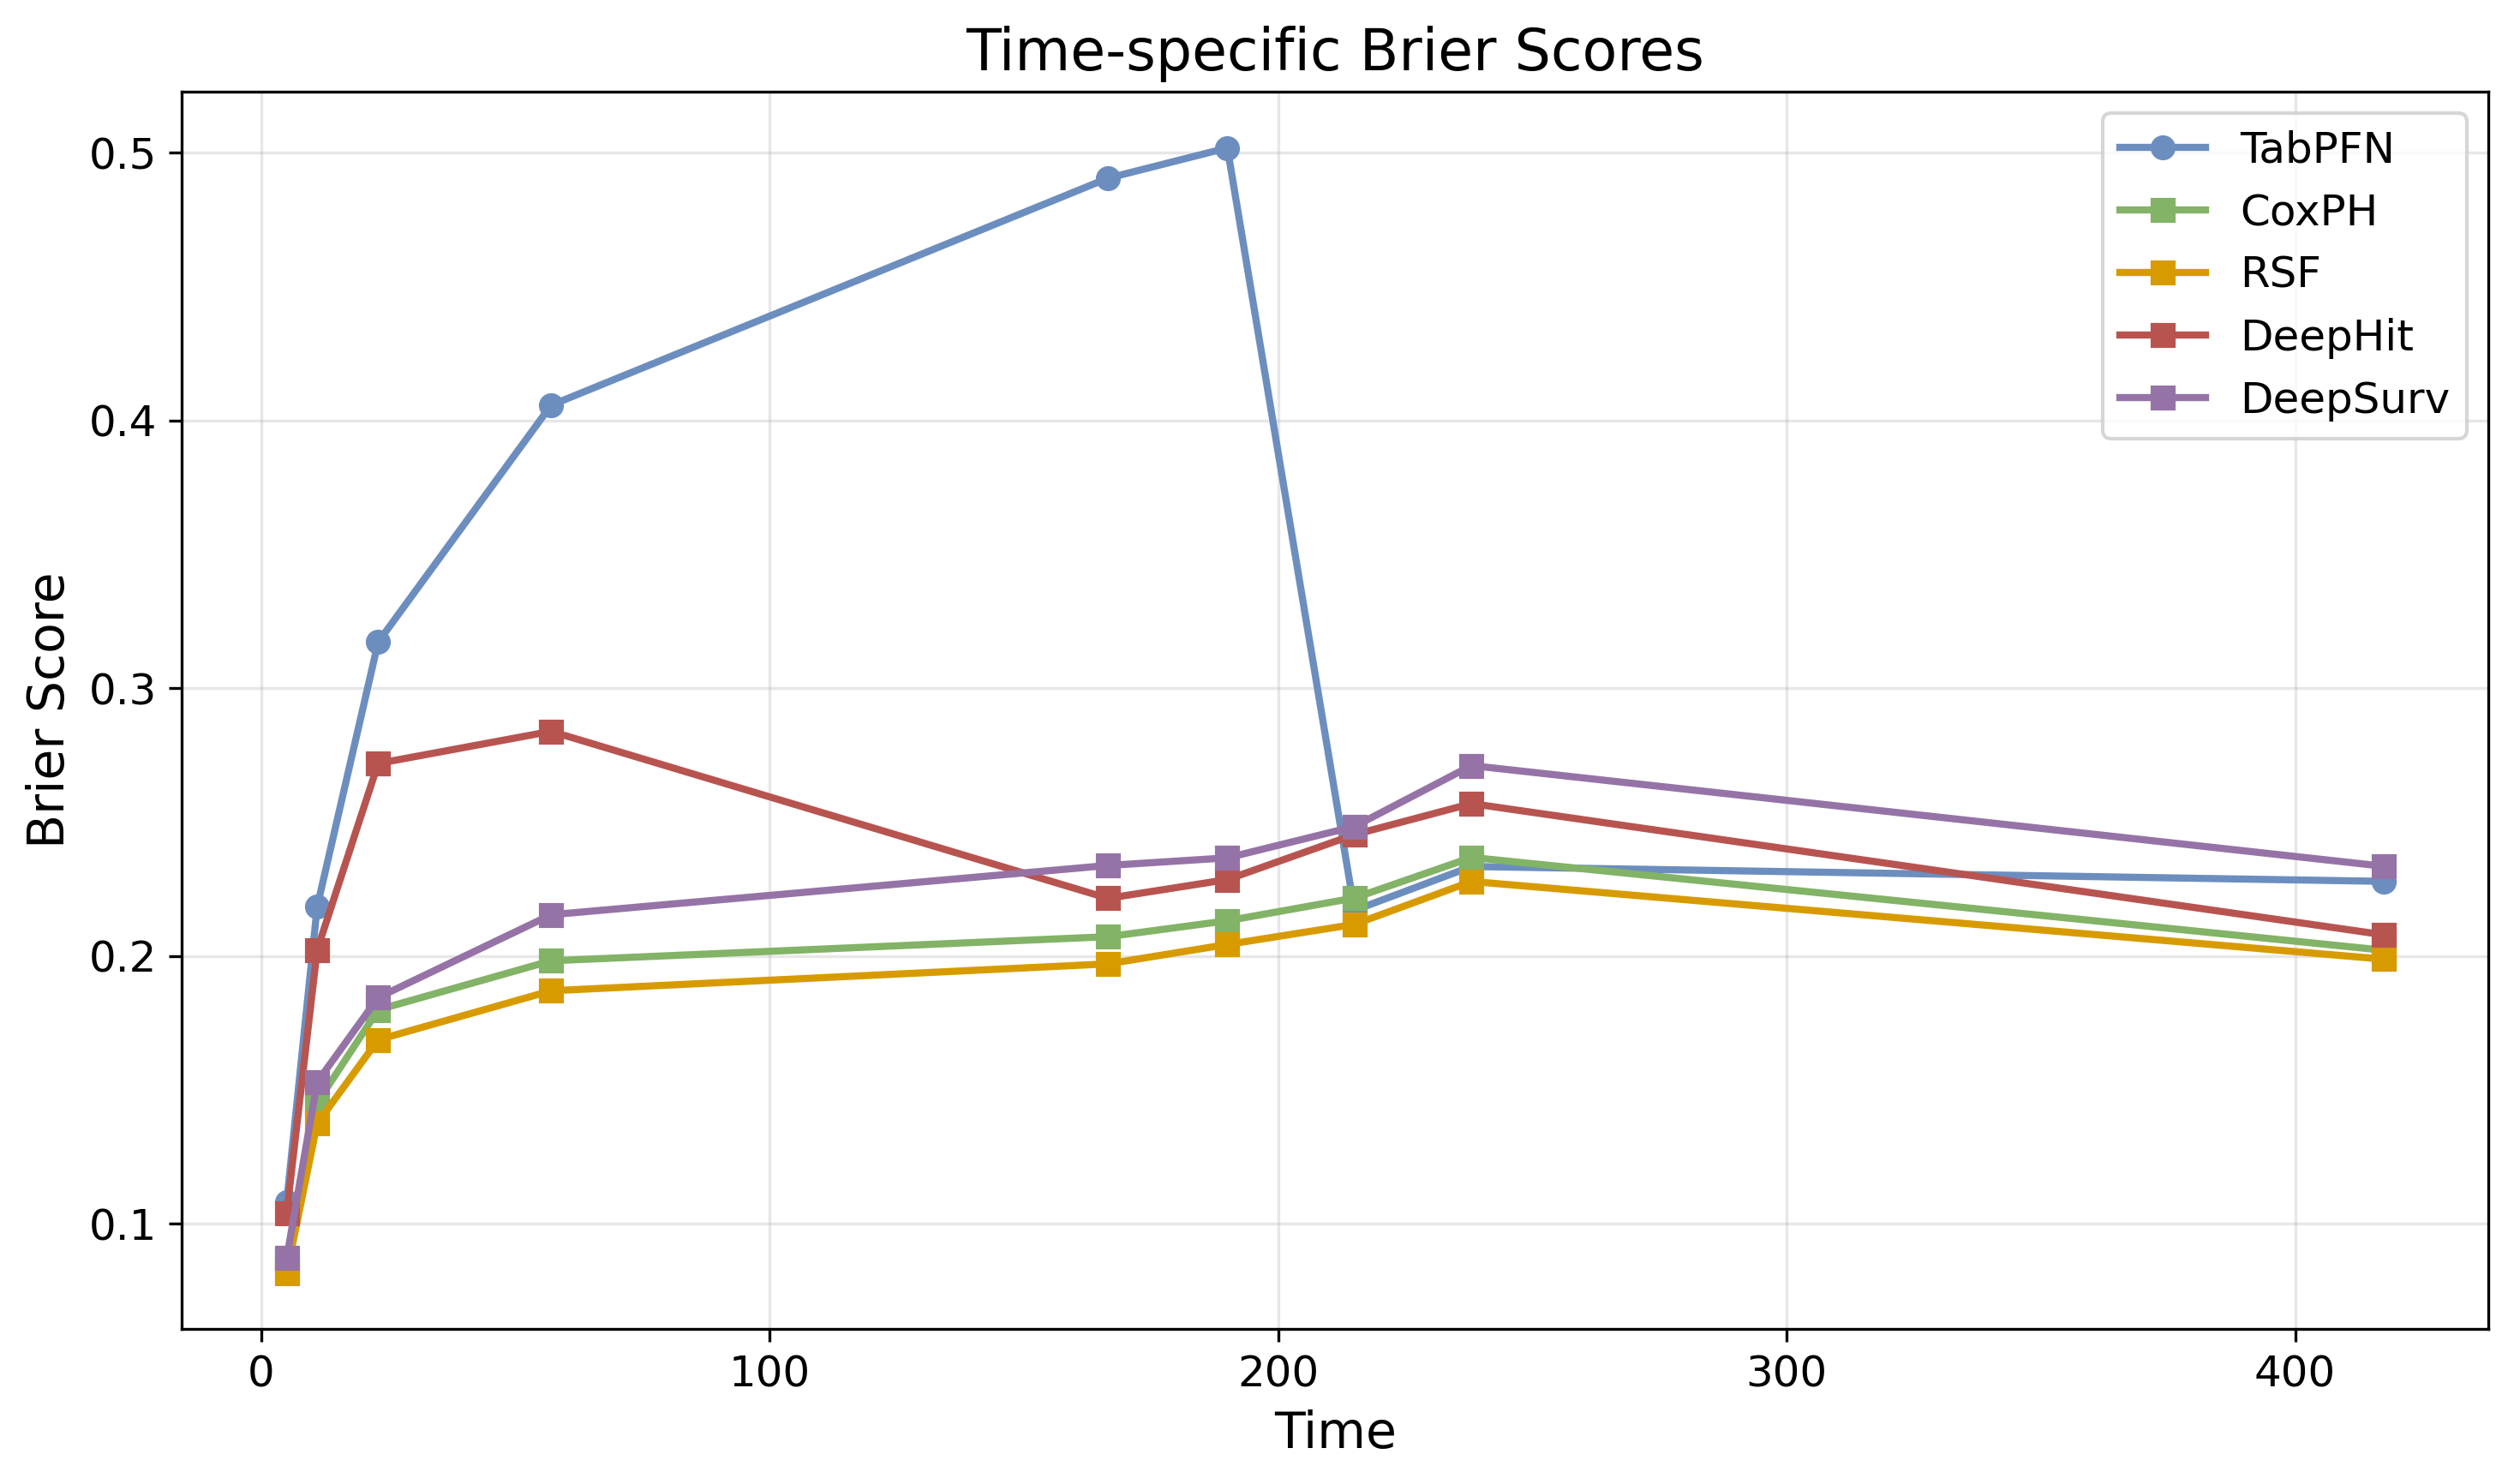 Time-specific Brier Scores
TabPFN
CoxPH
RSF
DeepHit
DeepSurv
Brier Score
0.5
0.4
0.3
0.2
0.1
0 100 200 300 400
Time